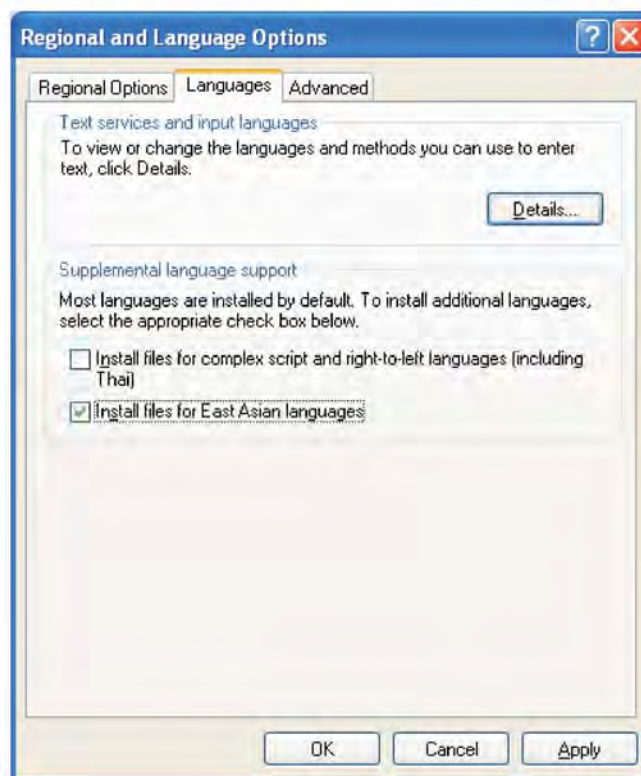 Regional and Language Options
Regional Options Languages Advanced
Text services and input languages
To view or change the languages and methods you can use to enter
text, click Details.
Details...
Supplemental language support
Most languages are installed by default. To install additional languages,
select the appropriate check box below.
Install files for complex script and right-to-left languages (including
Thai)
Install files for East Asian languages
OK Cancel Apply